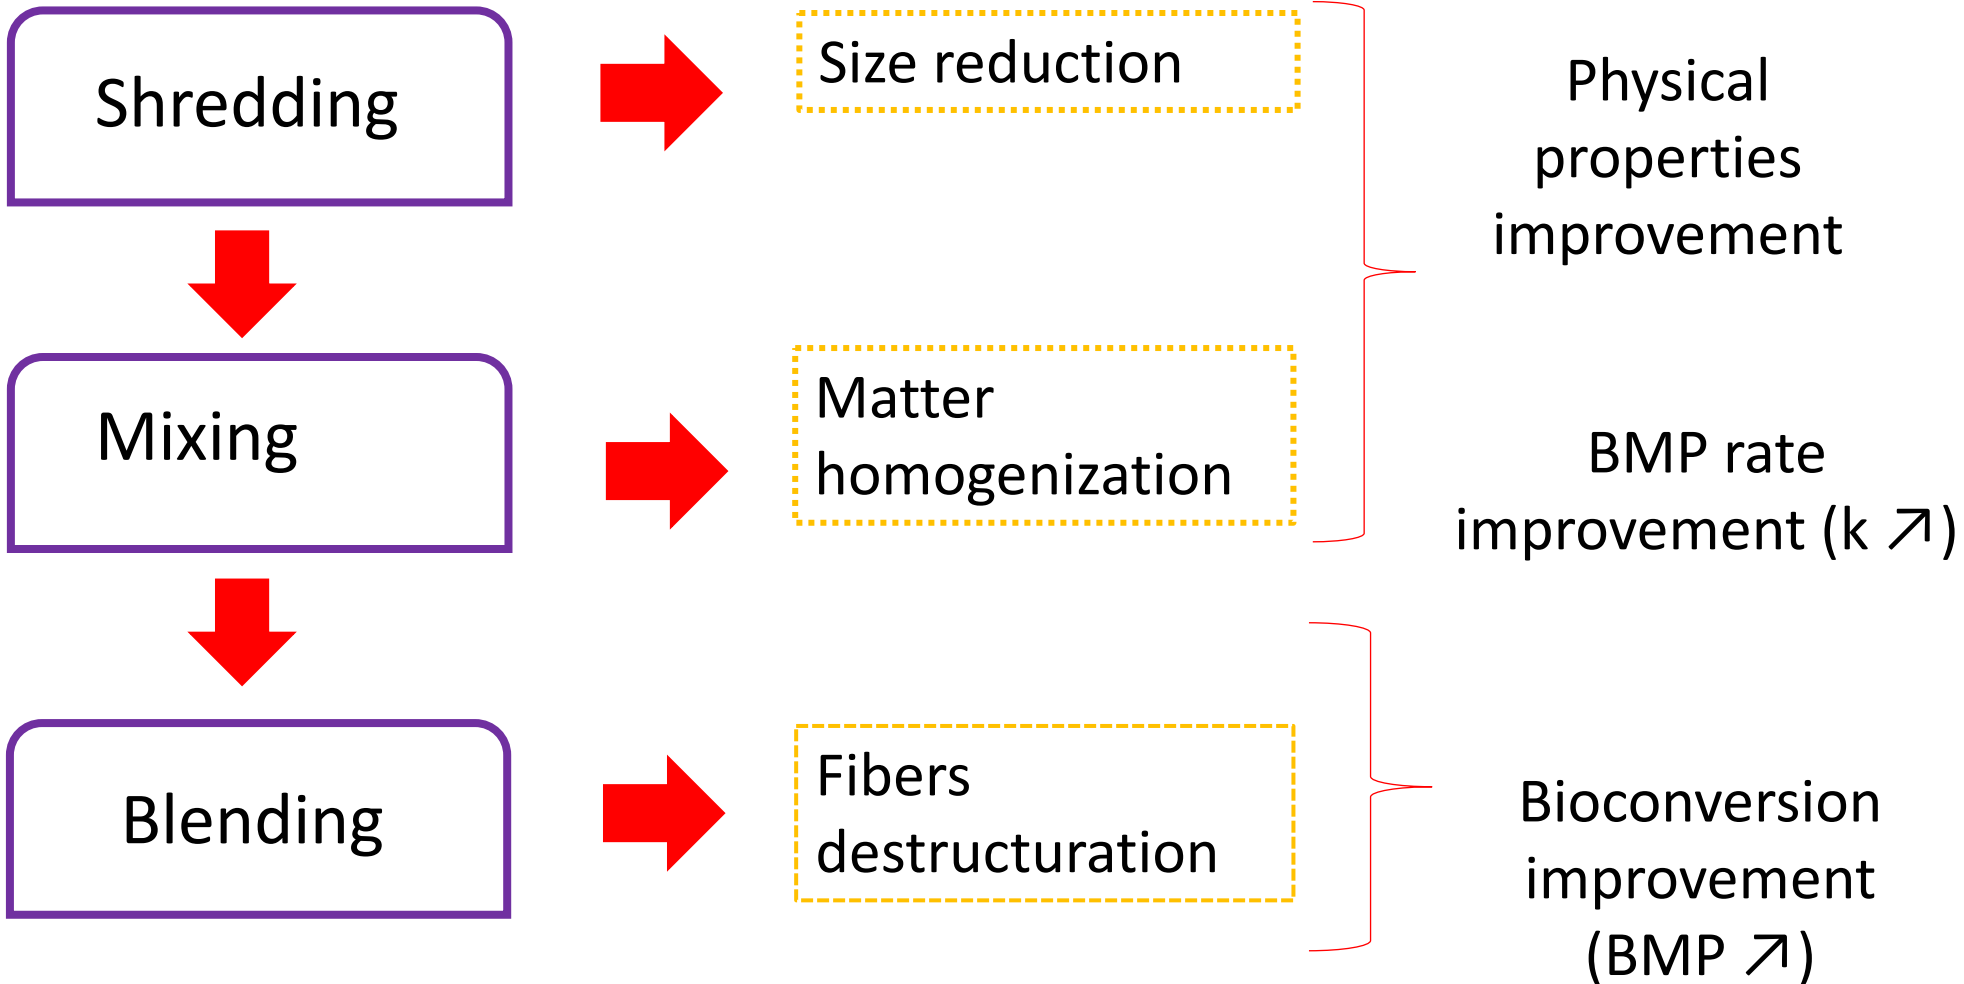 Shredding
Size reduction
Physical
properties
improvement
Mixing
Matter
homogenization
BMP rate
improvement (k ↗)
Blending
Fibers
destructuration
Bioconversion
improvement
(BMP ↗)